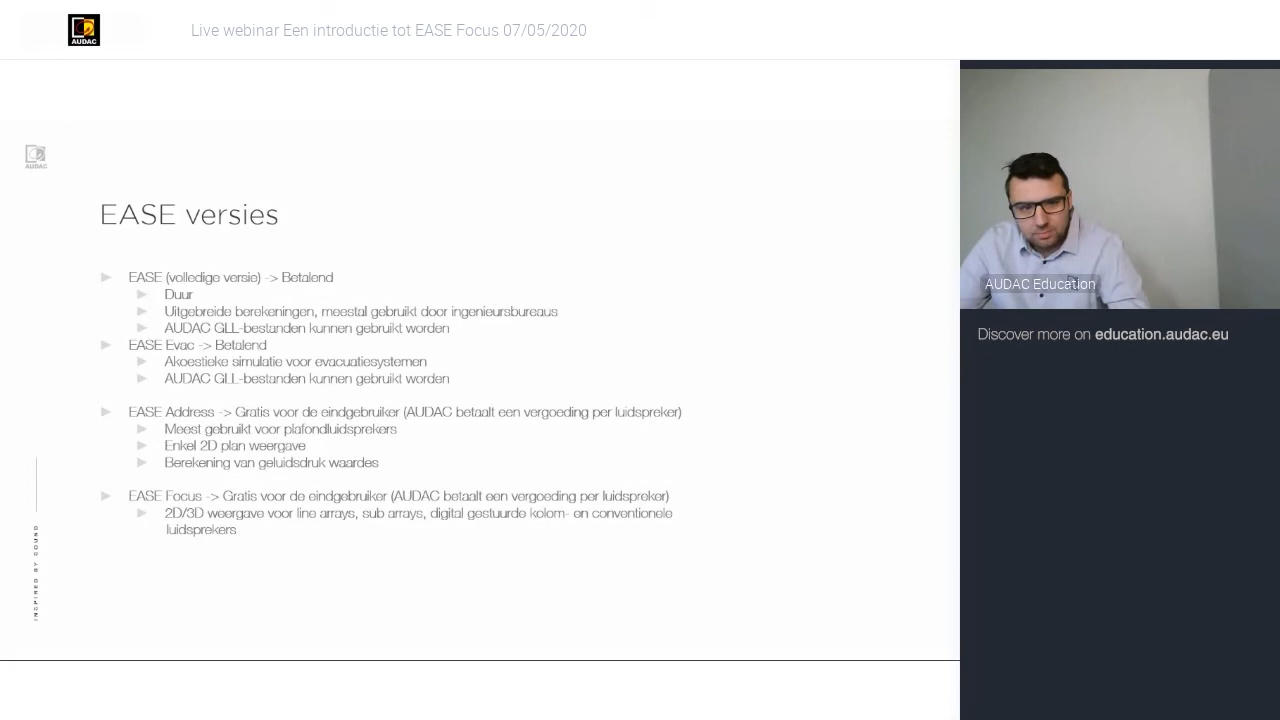 AUDAC
Live webinar Een introductie tot EASE Focus 07/05/2020
AUDAC
EASE versies
EASE (volledige versie) -> Betalend
Duur
Uitgebreide berekeningen, meestal gebruikt door ingenieursbureaus
AUDAC GLL-bestanden kunnen gebruikt worden
EASE Evac -> Betalend
Akoestieke simulatie voor evacuatiesystemen
AUDAC GLL-bestanden kunnen gebruikt worden
EASE Address -> Gratis voor de eindgebruiker (AUDAC betaalt een vergoeding per luidspreker)
Meest gebruikt voor plafondluidsprekers
Enkel 2D plan weergave
Berekening van geluidsdruk waardes
EASE Focus -> Gratis voor de eindgebruiker (AUDAC betaalt een vergoeding per luidspreker)
2D/3D weergave voor line arrays, sub arrays, digital gestuurde kolom- en conventionele
luidsprekers
INSPIRED BY SOUND
AUDAC Education
Discover more on education.audac.eu